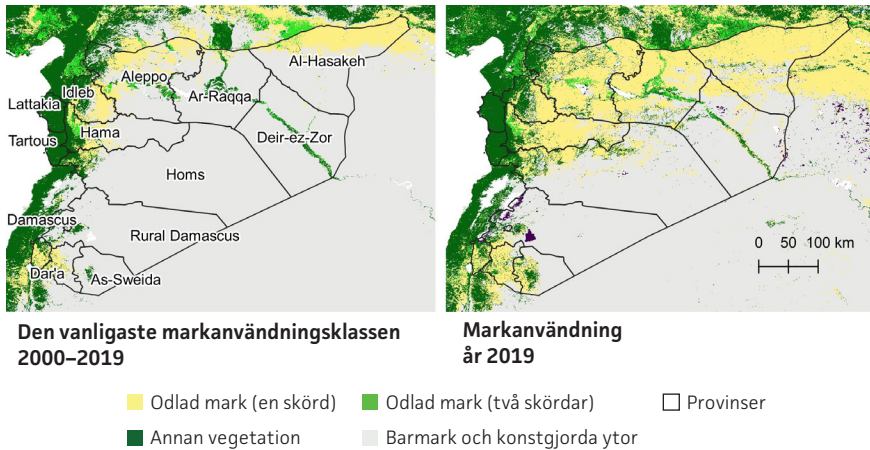 Al-Hasakeh
Aleppo
Idleb
Ar-Raqqa
Lattakia
Hama
Tartous
Deir-ez-Zor
Homs
Damascus
Rural Damascus
Dar'a
As-Sweida
0 50 100 km
Den vanligaste markanvändningsklassen
2000–2019
Markanvändning
år 2019
Odlad mark (en skörd)
Odlad mark (två skördar)
Provinser
Annan vegetation
Barmark och konstgjorda ytor